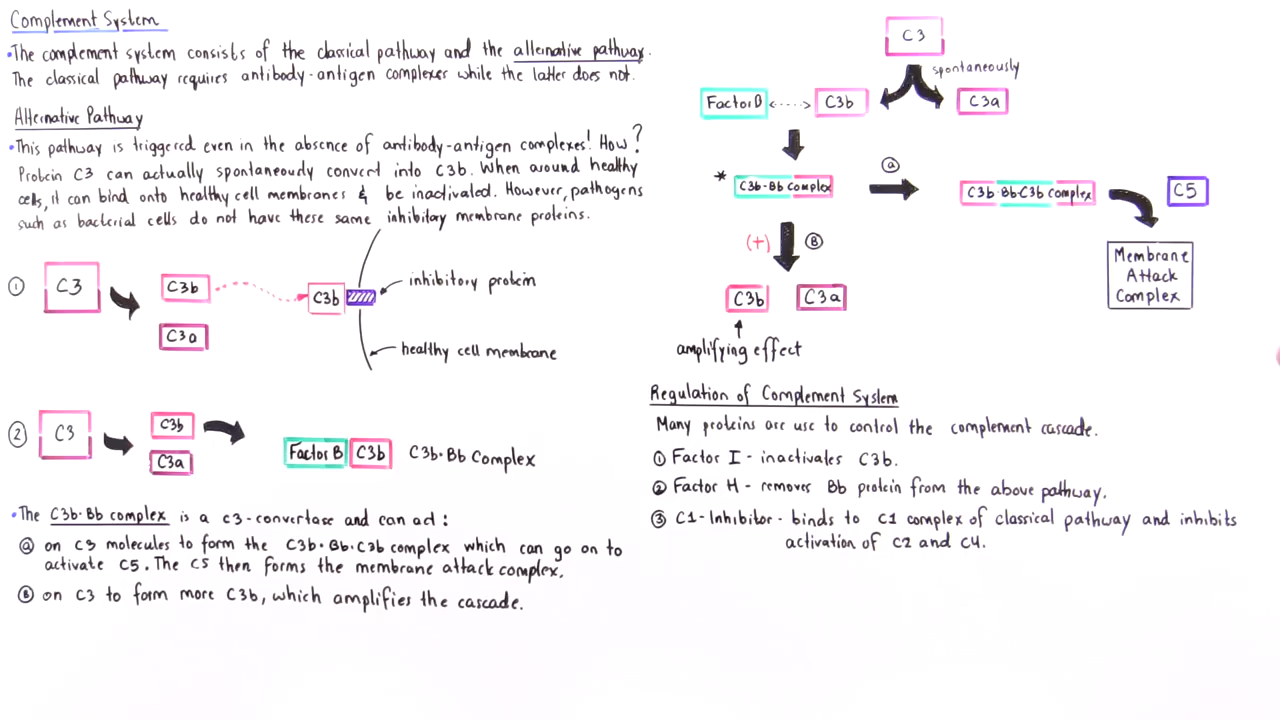 Complement System
•The complement system consists of the classical pathway and the alternative pathway.
The classical pathway requires antibody-antigen complexes while the latter does not.
Alternative Pathway
•This pathway is triggered even in the absence of antibody-antigen complexes! How?
Protein C3 can actually spontaneously convert into C3b. When around healthy
cells, it can bind onto healthy cell membranes & be inactivated. However, pathogens
such as bacterial cells do not have these same inhibitory membrane proteins.
① C3
C3b
C3a
C3b
inhibitory protein
healthy cell membrane
② C3
C3b
C3a
Factor B C3b C3b·Bb Complex
•The C3b·Bb complex is a C3-convertase and can act:
ⓐ on C3 molecules to form the C3b·Bb·C3b complex which can go on to
activate C5. The C5 then forms the membrane attack complex.
Ⓑ on C3 to form more C3b, which amplifies the cascade.
C3
spontaneously
Factor B C3b C3a
* C3b·Bb Complex
ⓐ
C3b·Bb·C3b complex
C5
(+) Ⓑ
Membrane
Attack
Complex
C3b C3a
amplifying effect
Regulation of Complement System
Many proteins are use to control the complement cascade.
① Factor I - inactivates C3b.
② Factor H - removes Bb protein from the above pathway.
③ C1-Inhibitor - binds to C1 complex of classical pathway and inhibits
activation of C2 and C4.